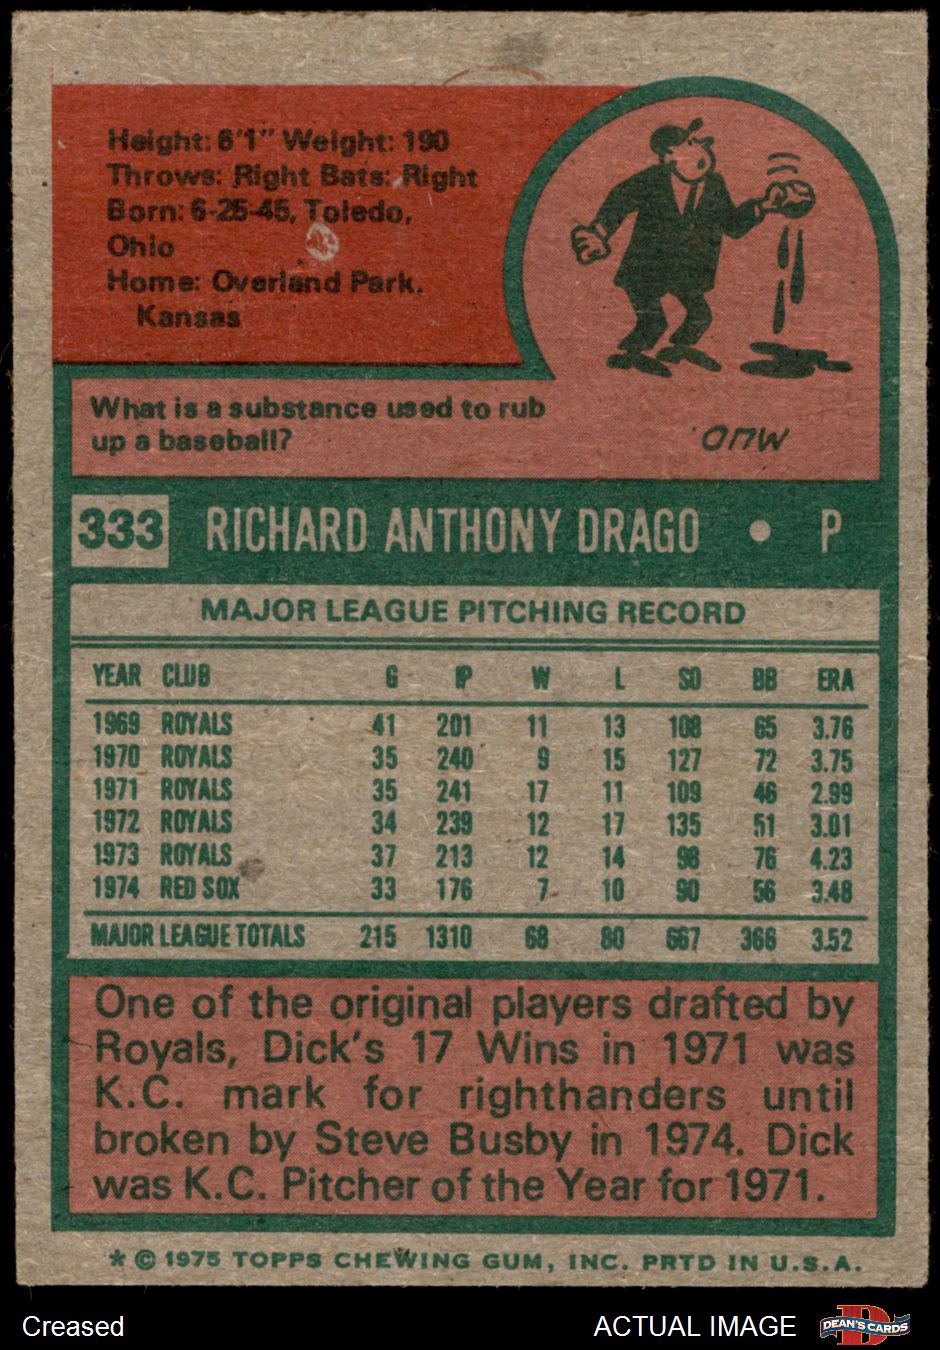 Height: 6'1" Weight: 190
Throws: Right Bats: Right
Born: 6-25-45, Toledo,
Ohio
Home: Overland Park,
Kansas
What is a substance used to rub
up a baseball?
MUD
333 RICHARD ANTHONY DRAGO • P
MAJOR LEAGUE PITCHING RECORD
YEAR CLUB G IP W L SO BB ERA
1969 ROYALS 41 201 11 13 108 65 3.76
1970 ROYALS 35 240 9 15 127 72 3.75
1971 ROYALS 35 241 17 11 109 46 2.99
1972 ROYALS 34 239 12 17 135 51 3.01
1973 ROYALS 37 213 12 14 98 76 4.23
1974 RED SOX 33 176 7 10 90 56 3.48
MAJOR LEAGUE TOTALS 215 1310 68 80 667 366 3.52
One of the original players drafted by
Royals, Dick's 17 Wins in 1971 was
K.C. mark for righthanders until
broken by Steve Busby in 1974. Dick
was K.C. Pitcher of the Year for 1971.
* © 1975 TOPPS CHEWING GUM, INC. PRTD IN U.S.A.
Creased
ACTUAL IMAGE
DEAN'S CARDS